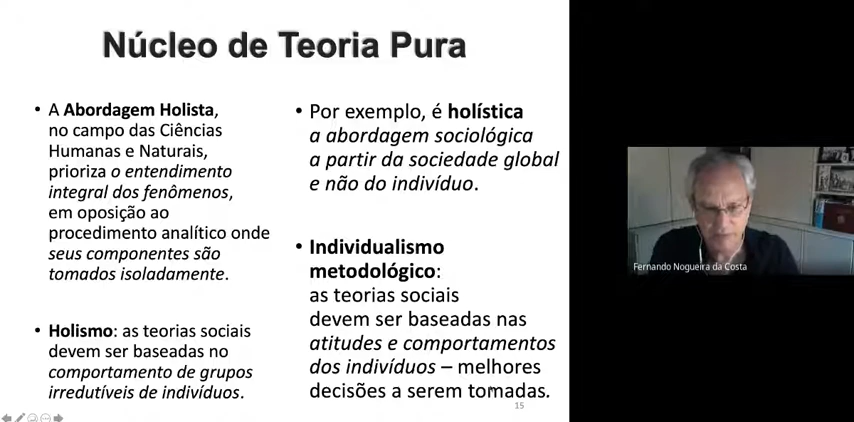 Núcleo de Teoria Pura
• A Abordagem Holista,
no campo das Ciências
Humanas e Naturais,
prioriza o entendimento
integral dos fenômenos,
em oposição ao
procedimento analítico onde
seus componentes são
tomados isoladamente.
• Holismo: as teorias sociais
devem ser baseadas no
comportamento de grupos
irredutíveis de indivíduos.
• Por exemplo, é holística
a abordagem sociológica
a partir da sociedade global
e não do indivíduo.
• Individualismo
metodológico:
as teorias sociais
devem ser baseadas nas
atitudes e comportamentos
dos indivíduos – melhores
decisões a serem tomadas.
15
Fernando Nogueira da Costa